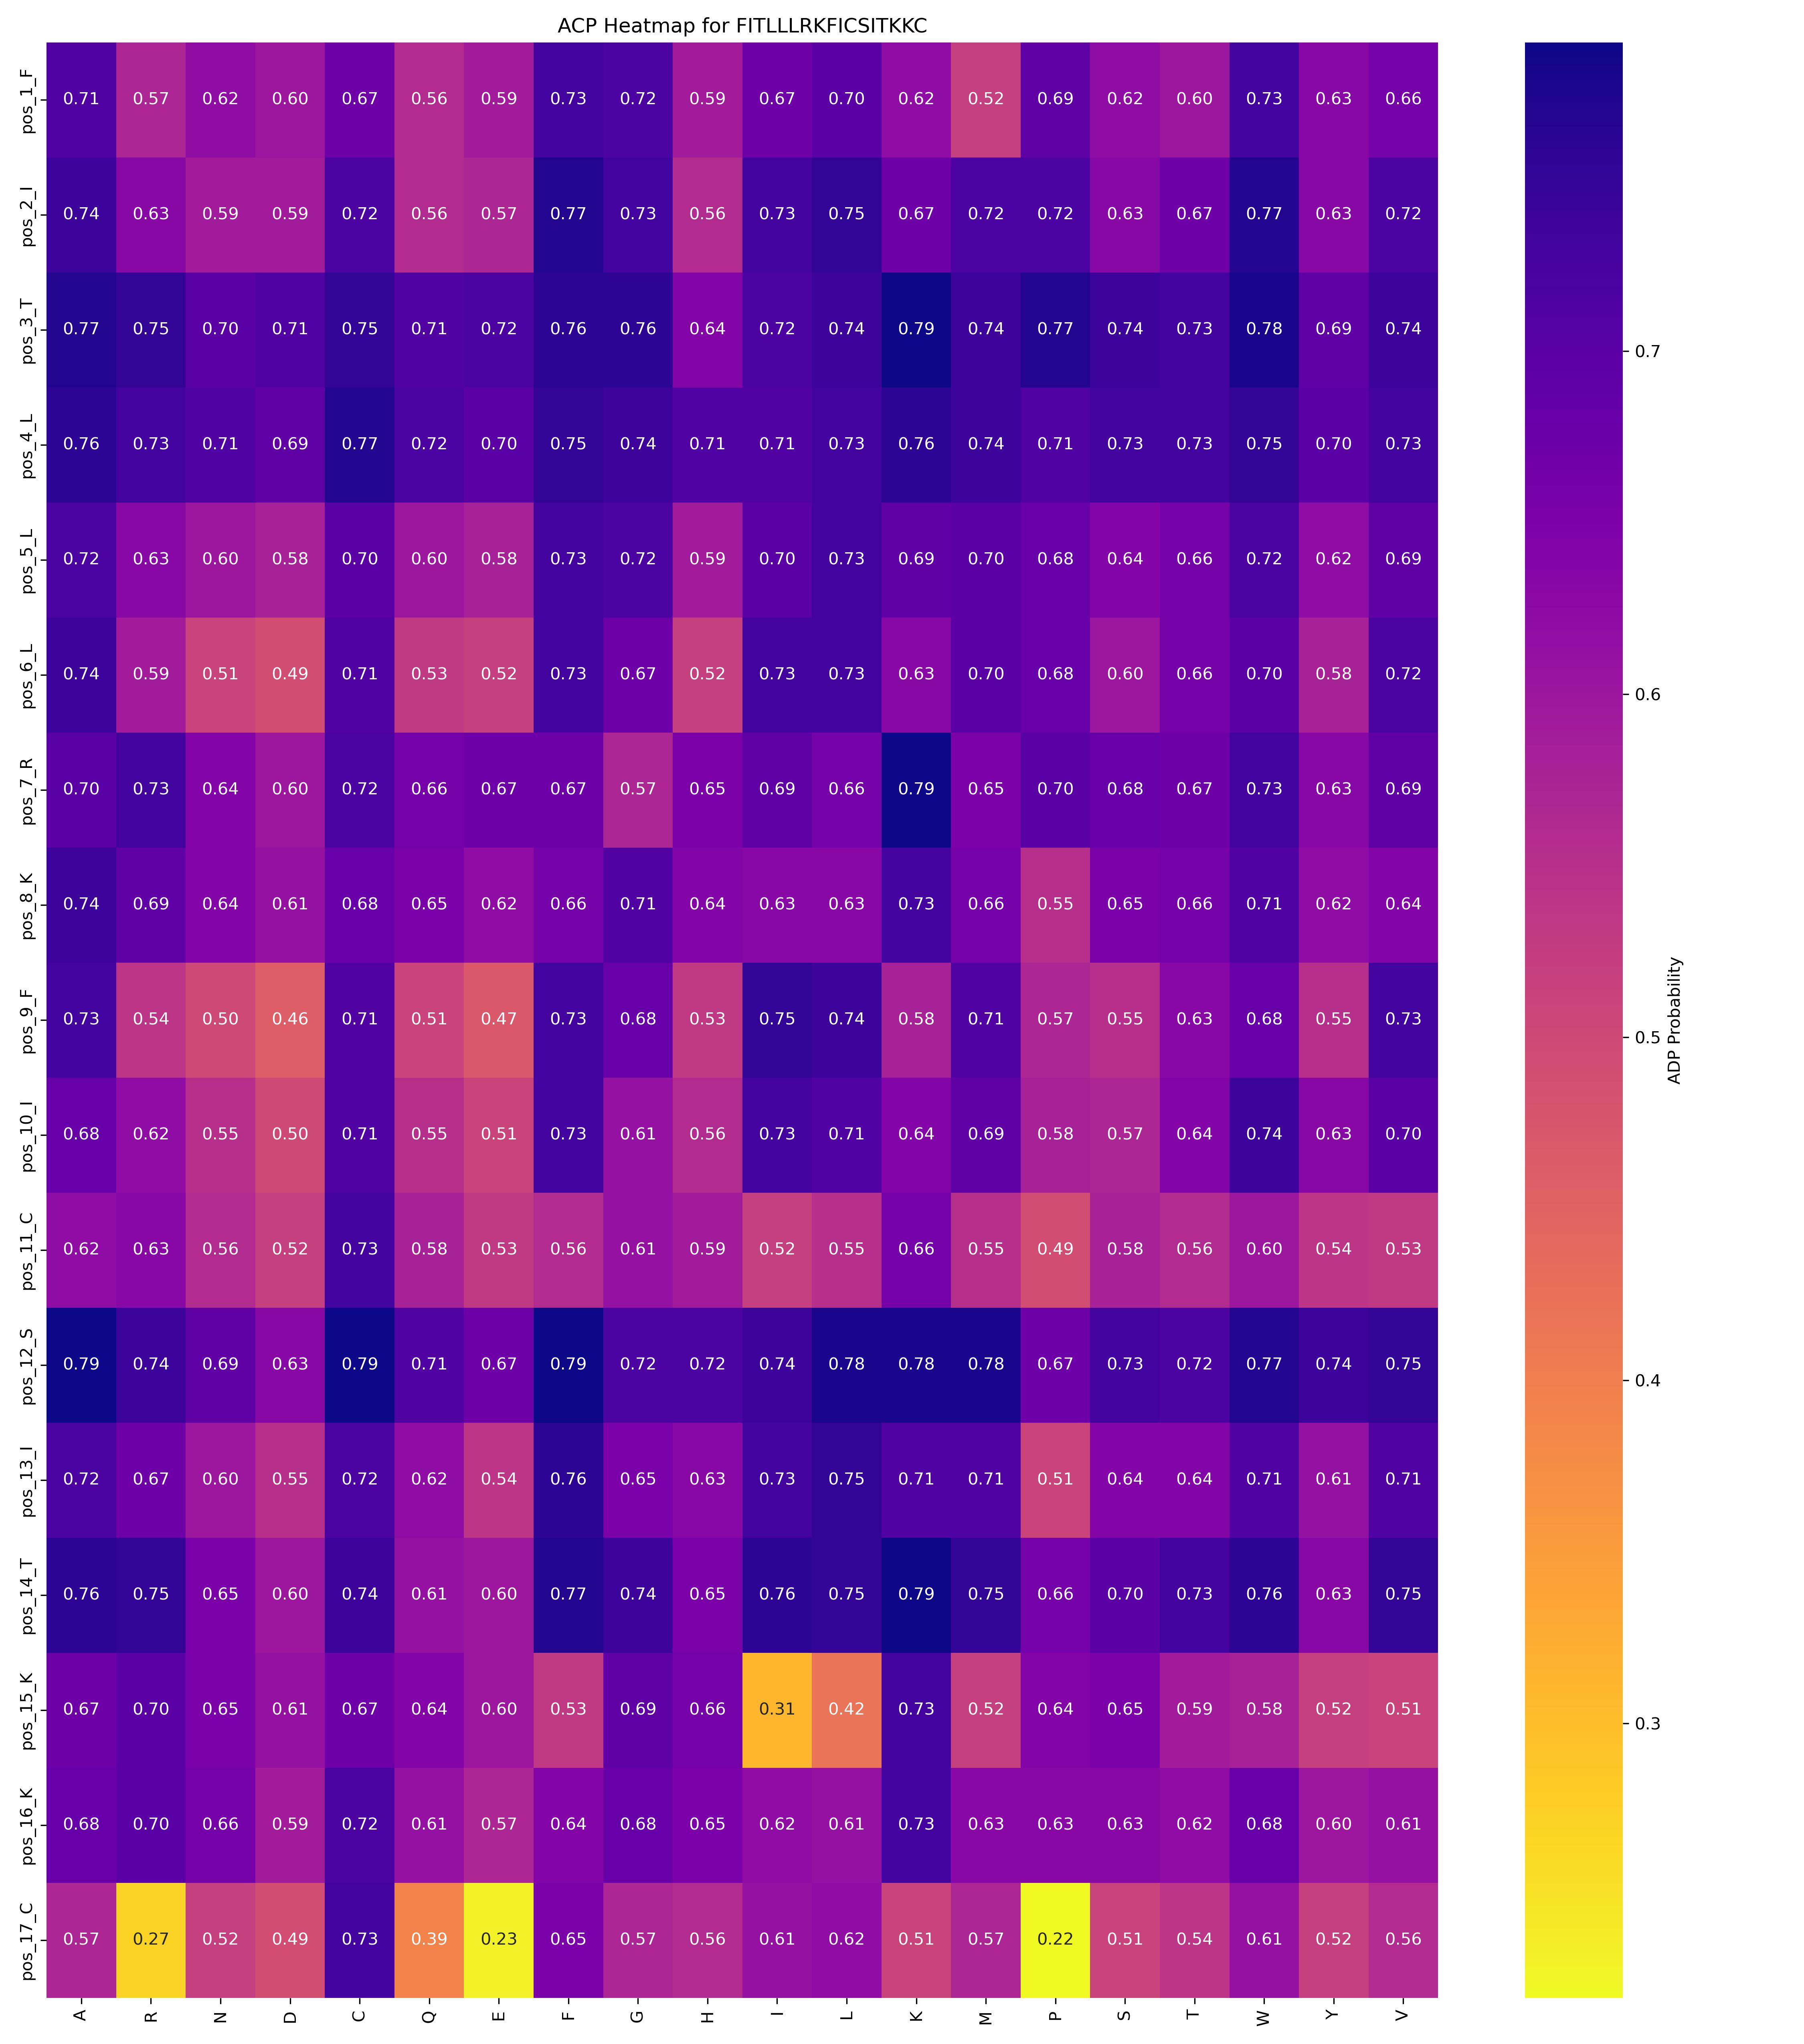 ACP Heatmap for FITLLLRKFICSITKKC
pos_1_F 0.71 0.57 0.62 0.60 0.67 0.56 0.59 0.73 0.72 0.59 0.67 0.70 0.62 0.52 0.69 0.62 0.60 0.73 0.63 0.66
pos_2_I 0.74 0.63 0.59 0.59 0.72 0.56 0.57 0.77 0.73 0.56 0.73 0.75 0.67 0.72 0.72 0.63 0.67 0.77 0.63 0.72
pos_3_T 0.77 0.75 0.70 0.71 0.75 0.71 0.72 0.76 0.76 0.64 0.72 0.74 0.79 0.74 0.77 0.74 0.73 0.78 0.69 0.74
pos_4_L 0.76 0.73 0.71 0.69 0.77 0.72 0.70 0.75 0.74 0.71 0.71 0.73 0.76 0.74 0.71 0.73 0.73 0.75 0.70 0.73
pos_5_L 0.72 0.63 0.60 0.58 0.70 0.60 0.58 0.73 0.72 0.59 0.70 0.73 0.69 0.70 0.68 0.64 0.66 0.72 0.62 0.69
pos_6_L 0.74 0.59 0.51 0.49 0.71 0.53 0.52 0.73 0.67 0.52 0.73 0.73 0.63 0.70 0.68 0.60 0.66 0.70 0.58 0.72
pos_7_R 0.70 0.73 0.64 0.60 0.72 0.66 0.67 0.67 0.57 0.65 0.69 0.66 0.79 0.65 0.70 0.68 0.67 0.73 0.63 0.69
pos_8_K 0.74 0.69 0.64 0.61 0.68 0.65 0.62 0.66 0.71 0.64 0.63 0.63 0.73 0.66 0.55 0.65 0.66 0.71 0.62 0.64
pos_9_F 0.73 0.54 0.50 0.46 0.71 0.51 0.47 0.73 0.68 0.53 0.75 0.74 0.58 0.71 0.57 0.55 0.63 0.68 0.55 0.73
pos_10_I 0.68 0.62 0.55 0.50 0.71 0.55 0.51 0.73 0.61 0.56 0.73 0.71 0.64 0.69 0.58 0.57 0.64 0.74 0.63 0.70
pos_11_C 0.62 0.63 0.56 0.52 0.73 0.58 0.53 0.56 0.61 0.59 0.52 0.55 0.66 0.55 0.49 0.58 0.56 0.60 0.54 0.53
pos_12_S 0.79 0.74 0.69 0.63 0.79 0.71 0.67 0.79 0.72 0.72 0.74 0.78 0.78 0.78 0.67 0.73 0.72 0.77 0.74 0.75
pos_13_I 0.72 0.67 0.60 0.55 0.72 0.62 0.54 0.76 0.65 0.63 0.73 0.75 0.71 0.71 0.51 0.64 0.64 0.71 0.61 0.71
pos_14_T 0.76 0.75 0.65 0.60 0.74 0.61 0.60 0.77 0.74 0.65 0.76 0.75 0.79 0.75 0.66 0.70 0.73 0.76 0.63 0.75
pos_15_K 0.67 0.70 0.65 0.61 0.67 0.64 0.60 0.53 0.69 0.66 0.31 0.42 0.73 0.52 0.64 0.65 0.59 0.58 0.52 0.51
pos_16_K 0.68 0.70 0.66 0.59 0.72 0.61 0.57 0.64 0.68 0.65 0.62 0.61 0.73 0.63 0.63 0.63 0.62 0.68 0.60 0.61
pos_17_C 0.57 0.27 0.52 0.49 0.73 0.39 0.23 0.65 0.57 0.56 0.61 0.62 0.51 0.57 0.22 0.51 0.54 0.61 0.52 0.56
A R N D C Q E F G H I L K M P S T W Y V
0.7
0.6
0.5
0.4
0.3
ADP Probability